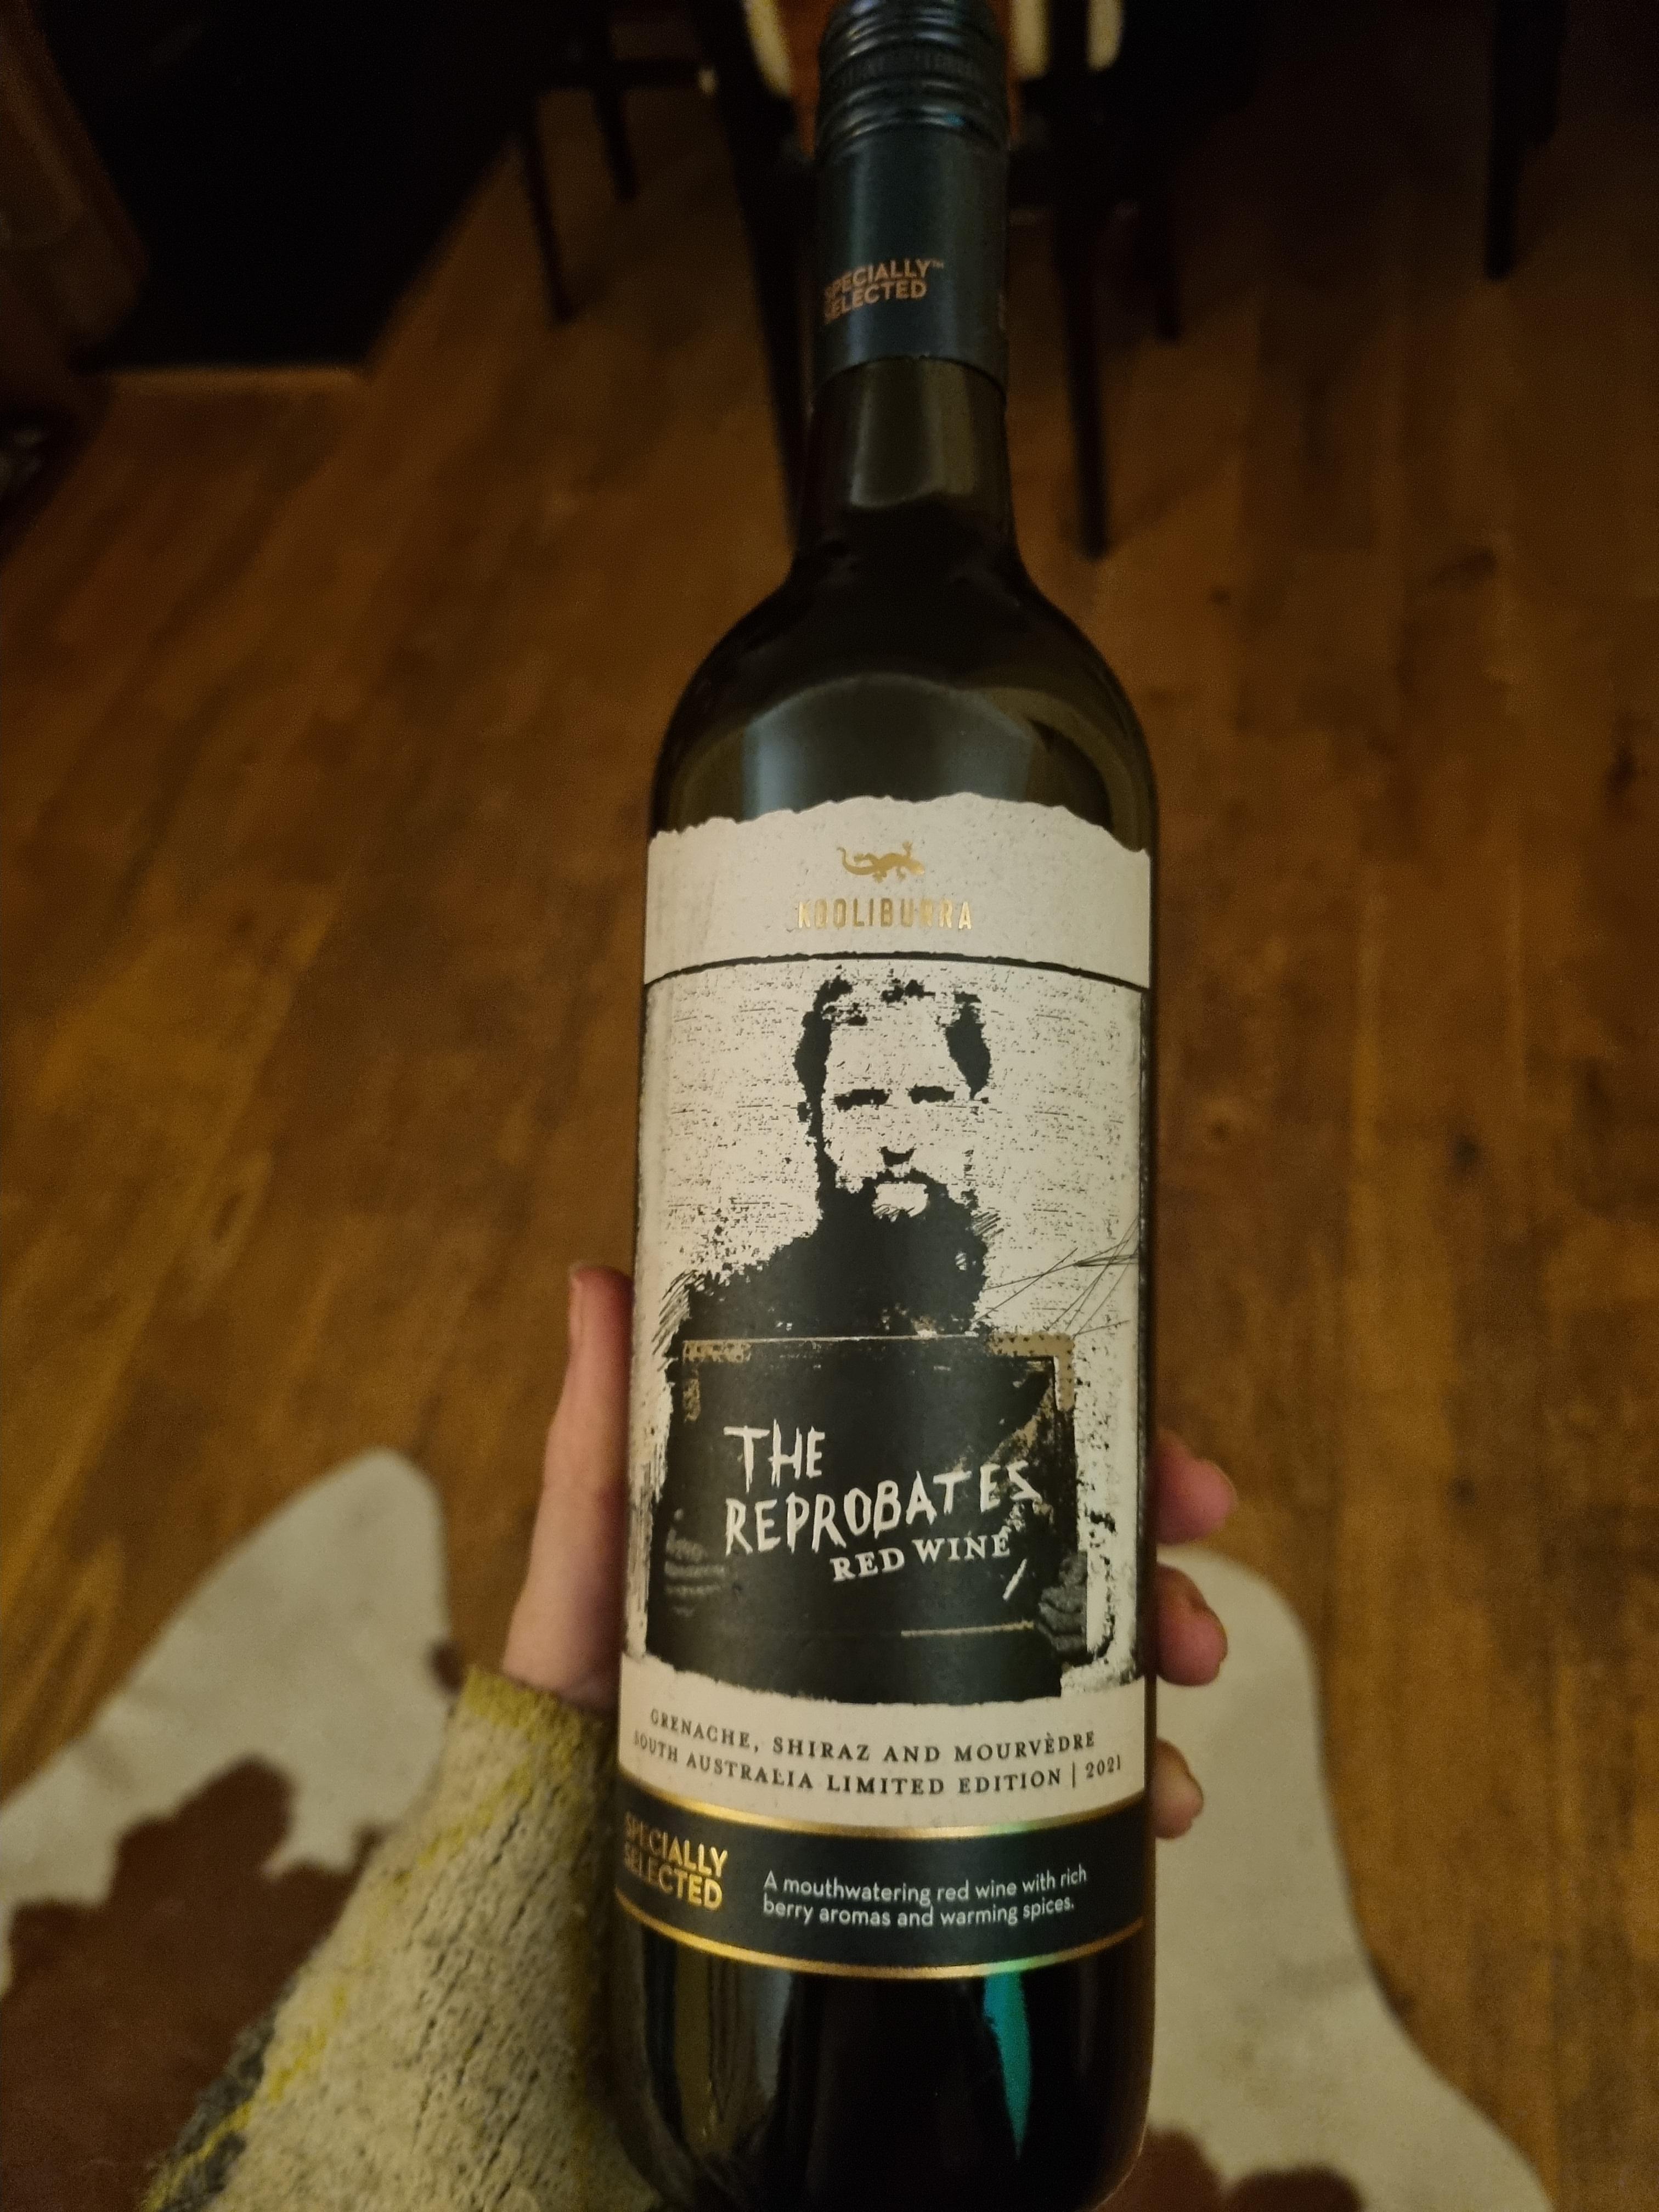 SPECIALLY™
SELECTED
KOOLIBURRA
THE
REPROBATES
RED WINE
GRENACHE, SHIRAZ AND MOURVÈDRE
SOUTH AUSTRALIA LIMITED EDITION | 2021
SPECIALLY
SELECTED
A mouthwatering red wine with rich
berry aromas and warming spices.